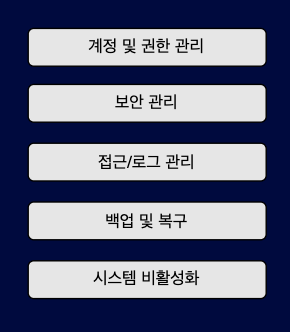 계정 및 권한 관리
보안 관리
접근/로그 관리
백업 및 복구
시스템 비활성화